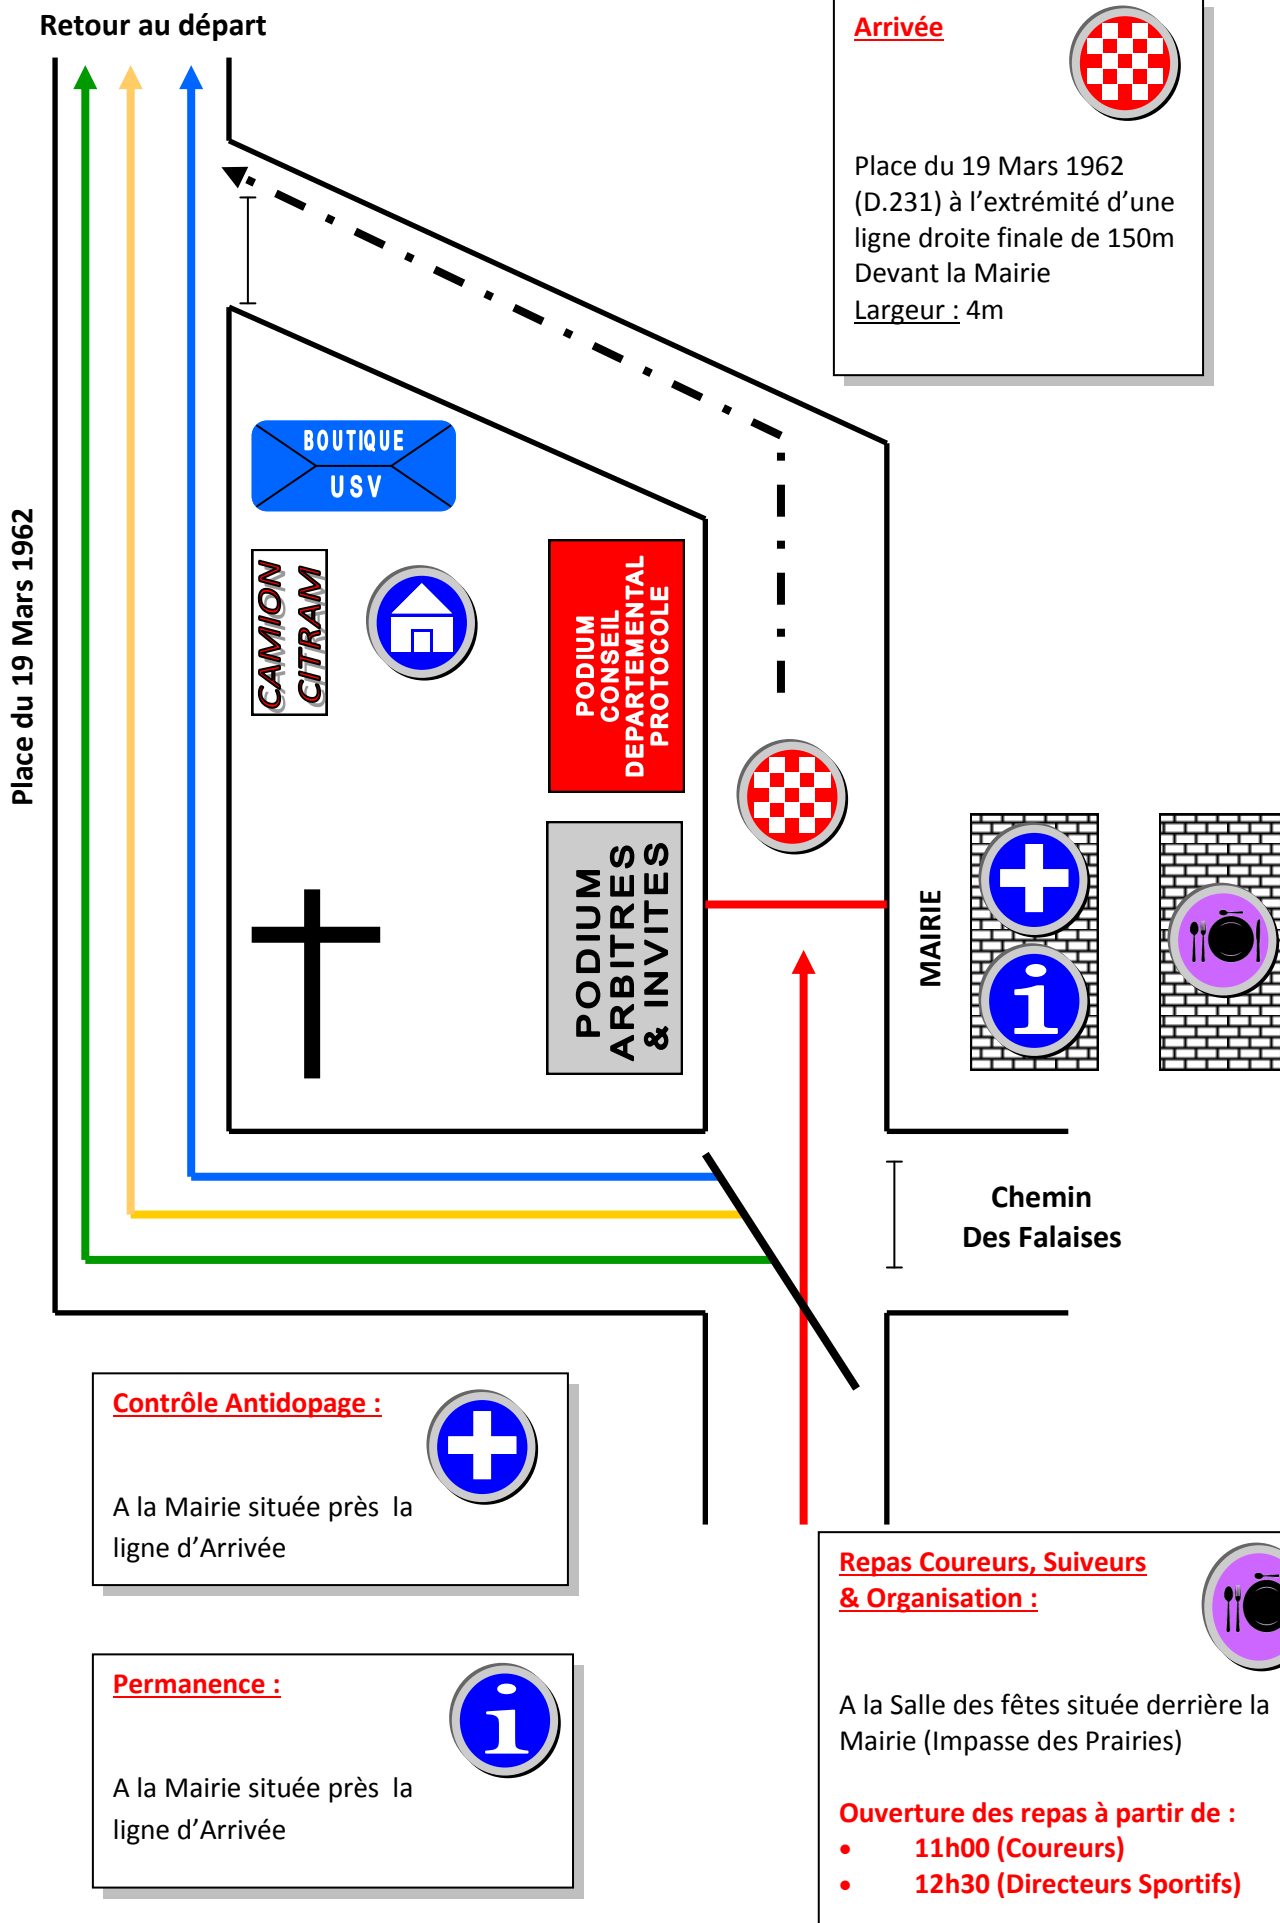 Retour au départ
Arrivée
Place du 19 Mars 1962
(D.231) à l’extrémité d’une
ligne droite finale de 150m
Devant la Mairie
Largeur : 4m
Place du 19 Mars 1962
BOUTIQUE
USV
CAMION
CITRAM
PODIUM
CONSEIL
DEPARTEMENTAL
PROTOCOLE
PODIUM
ARBITRES
& INVITES
MAIRIE
Chemin
Des Falaises
Contrôle Antidopage :
A la Mairie située près  la
ligne d’Arrivée
Permanence :
A la Mairie située près  la
ligne d’Arrivée
Repas Coureurs, Suiveurs
& Organisation :
A la Salle des fêtes située derrière la
Mairie (Impasse des Prairies)
Ouverture des repas à partir de :
• 11h00 (Coureurs)
• 12h30 (Directeurs Sportifs)